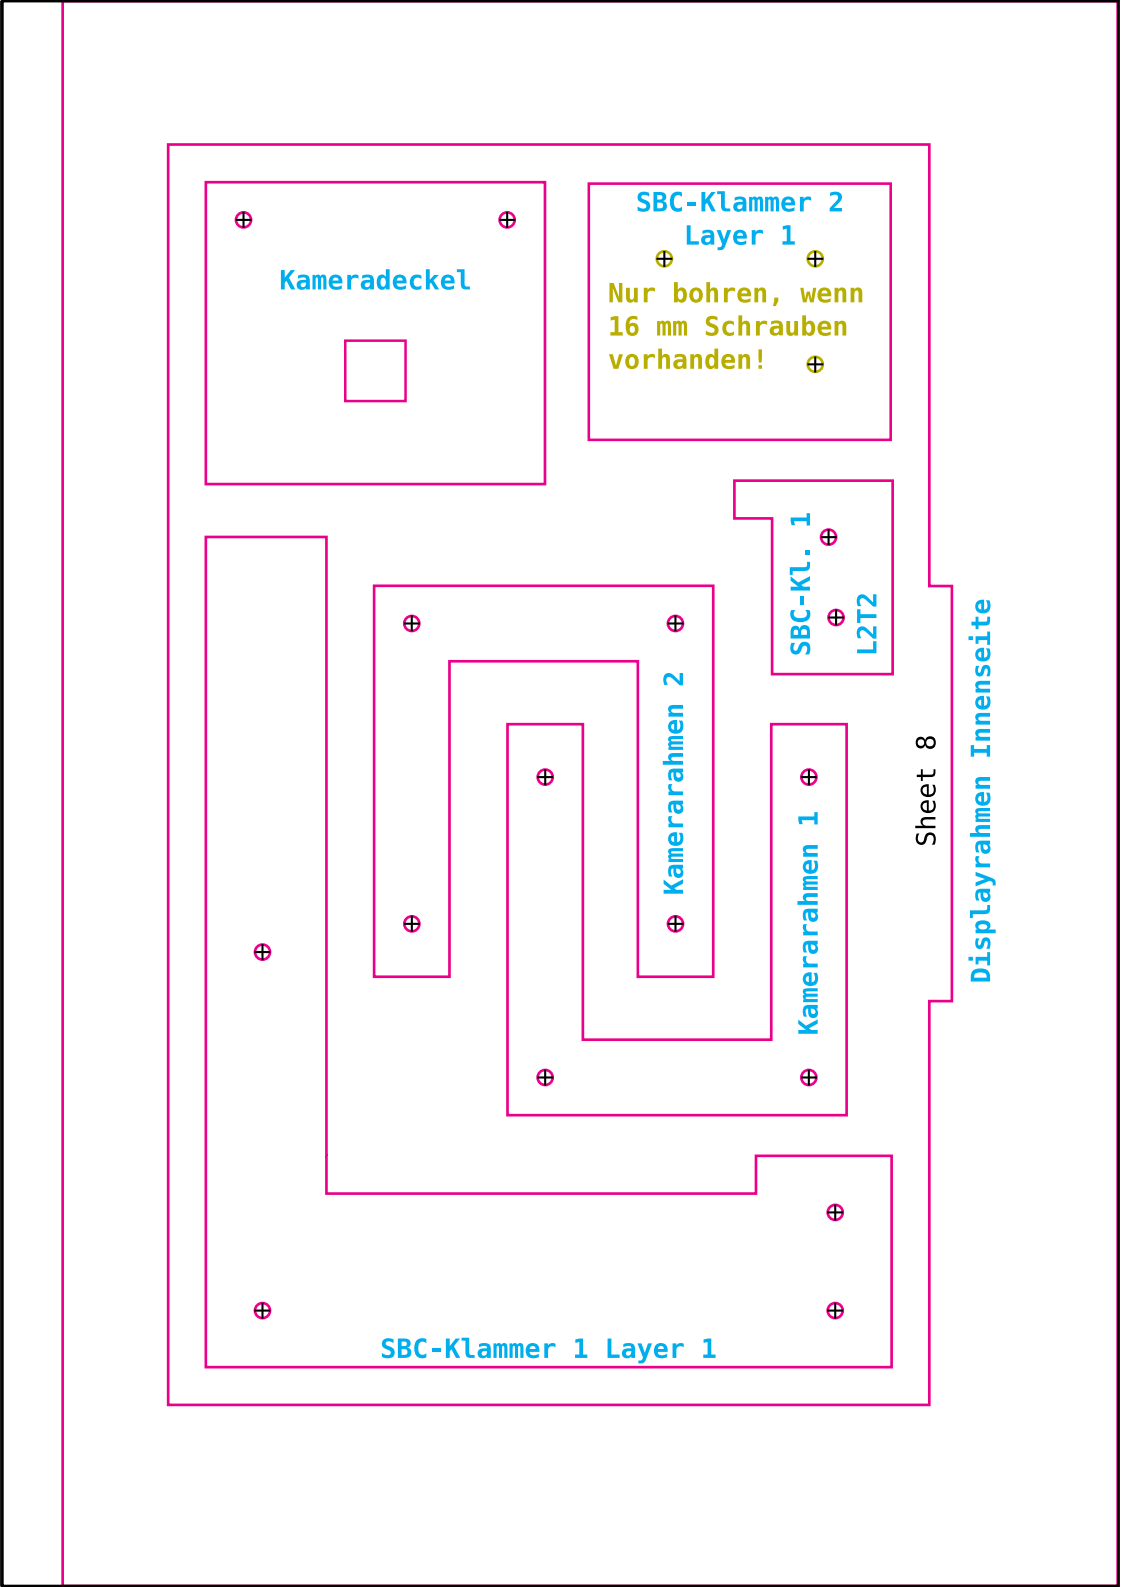 SBC-Klammer 2
Layer 1
Kameradeckel
Nur bohren, wenn
16 mm Schrauben
vorhanden!
SBC-Kl. 1
L2T2
Kamerarahmen 2
Kamerarahmen 1
Sheet 8
Displayrahmen Innenseite
SBC-Klammer 1 Layer 1